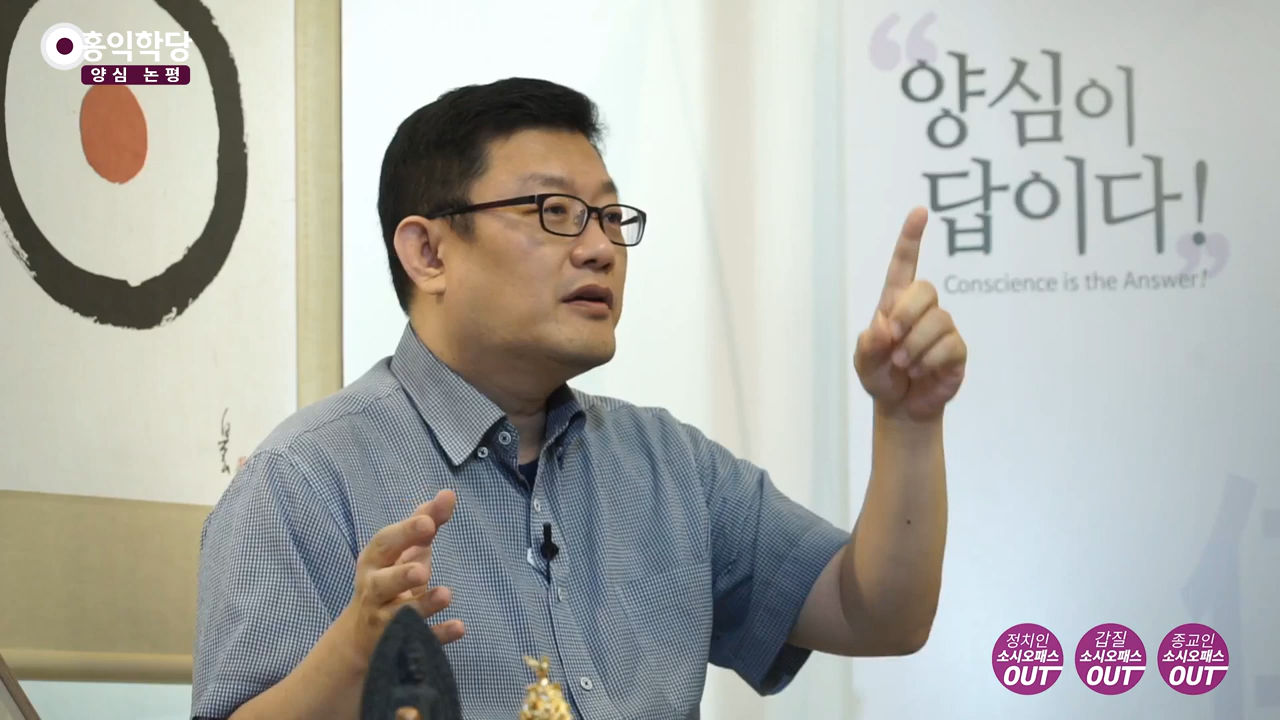 홍익학당
양심 논평
“양심이
답이다!”
Conscience is the Answer!
정치인
소시오패스
OUT
갑질
소시오패스
OUT
종교인
소시오패스
OUT